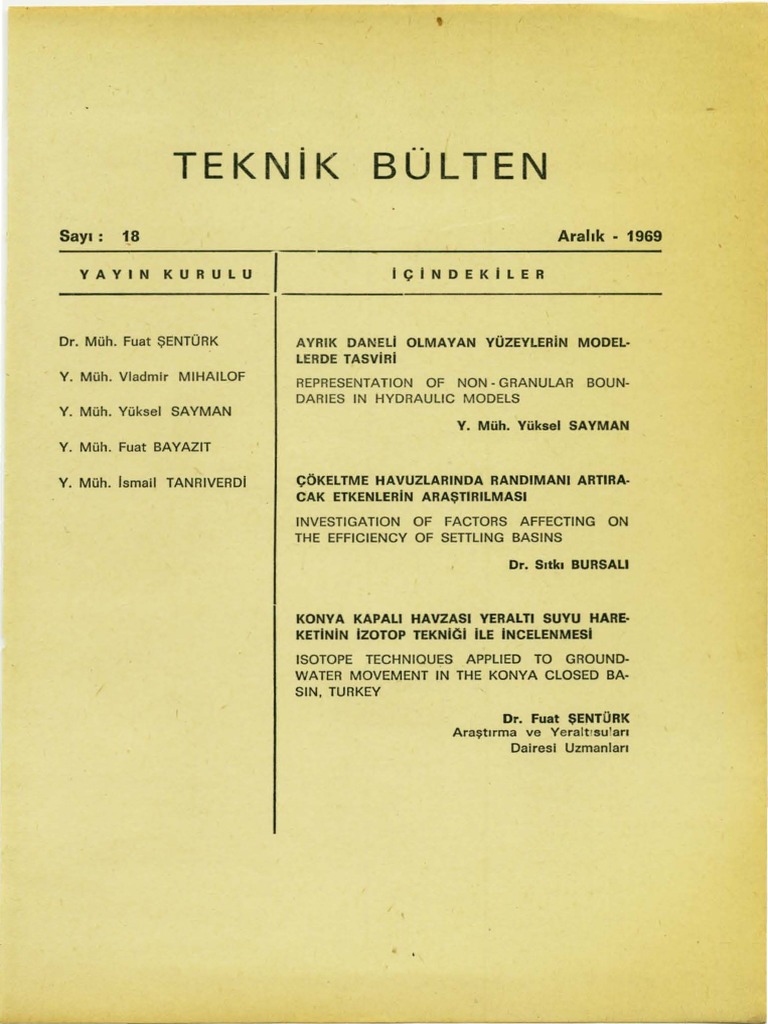 TEKNİK BÜLTEN
Sayı : 18
Aralık - 1969
YAYIN KURULU
İÇİNDEKİLER
Dr. Müh. Fuat ŞENTÜRK
Y. Müh. Vladmir MIHAILOF
Y. Müh. Yüksel SAYMAN
Y. Müh. Fuat BAYAZIT
Y. Müh. İsmail TANRIVERDİ
AYRIK DANELİ OLMAYAN YÜZEYLERİN MODEL-
LERDE TASVİRİ
REPRESENTATION OF NON - GRANULAR BOUN-
DARIES IN HYDRAULIC MODELS
Y. Müh. Yüksel SAYMAN
ÇÖKELTME HAVUZLARINDA RANDIMANI ARTIRA-
CAK ETKENLERİN ARAŞTIRILMASI
INVESTIGATION OF FACTORS AFFECTING ON
THE EFFICIENCY OF SETTLING BASINS
Dr. Sıtkı BURSALI
KONYA KAPALI HAVZASI YERALTI SUYU HARE-
KETİNİN İZOTOP TEKNİĞİ İLE İNCELENMESİ
ISOTOPE TECHNIQUES APPLIED TO GROUND-
WATER MOVEMENT IN THE KONYA CLOSED BA-
SIN, TURKEY
Dr. Fuat ŞENTÜRK
Araştırma ve Yeraltısuları
Dairesi Uzmanları